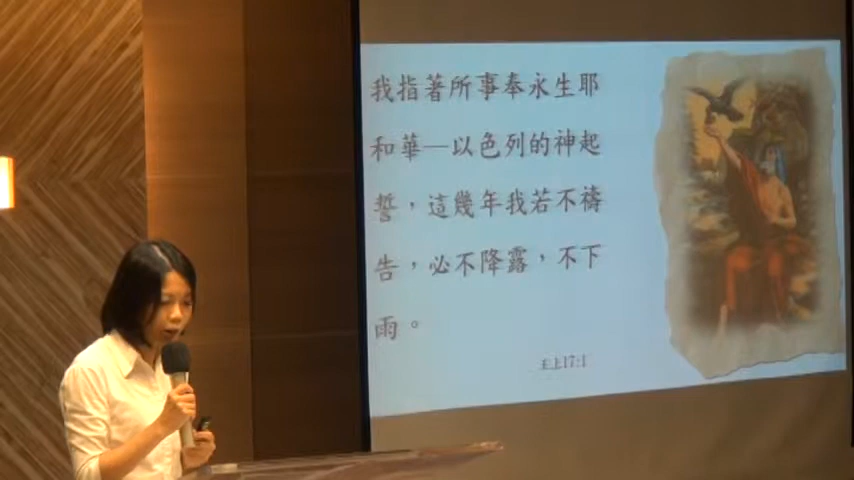 我指著所事奉永生耶
和華—以色列的神起
誓，這幾年我若不禱
告，必不降露，不下
雨。
王上17:1